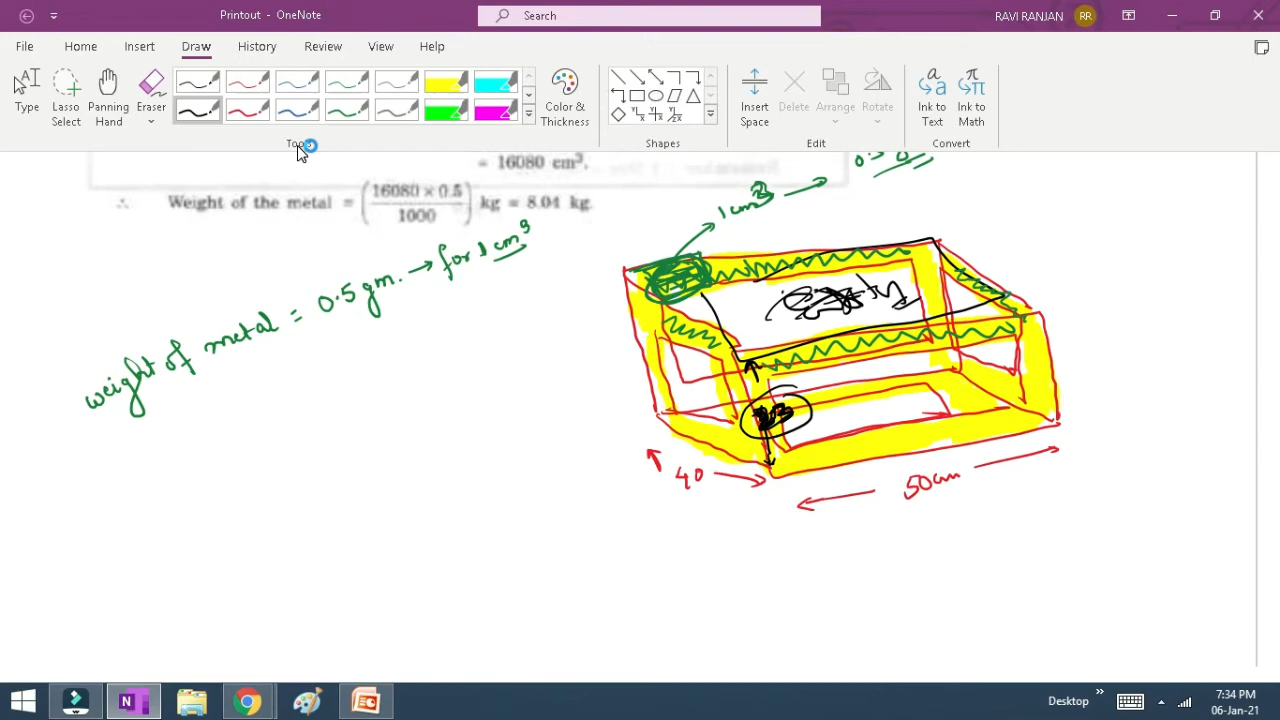 Printout - OneNote
Search
RAVI RANJAN
RR
File Home Insert Draw History Review View Help
Type
Lasso Select
Panning Hand
Eraser
Color & Thickness
Insert Space
Delete
Arrange
Rotate
Ink to Text
Ink to Math
Shapes
Edit
Convert
= 16080 cm³.
∴ Weight of the metal = (16080 × 0.5 / 1000) kg = 8.04 kg.
weight of metal = 0.5 gm. → for 1 cm³
1 cm³ →
40
50cm
Desktop
7:34 PM
06-Jan-21